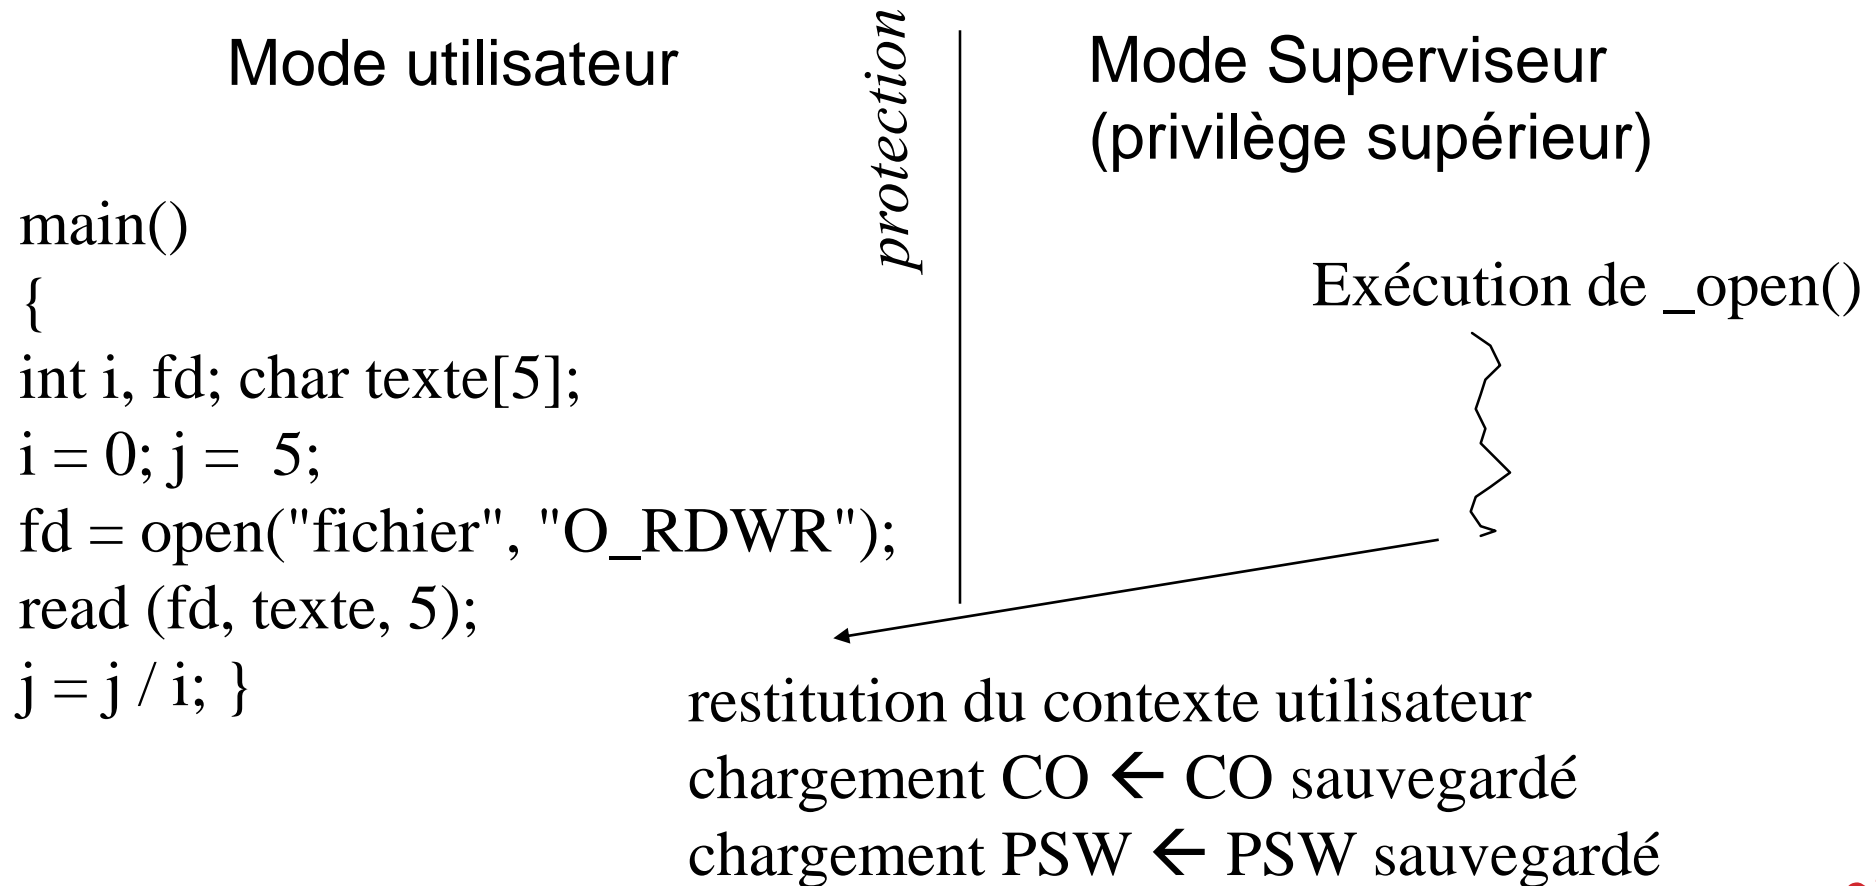 Mode utilisateur
protection
Mode Superviseur
(privilège supérieur)
main()
{
int i, fd; char texte[5];
i = 0; j =  5;
fd = open("fichier", "O_RDWR");
read (fd, texte, 5);
j = j / i; }
Exécution de _open()
restitution du contexte utilisateur
chargement CO ← CO sauvegardé
chargement PSW ← PSW sauvegardé